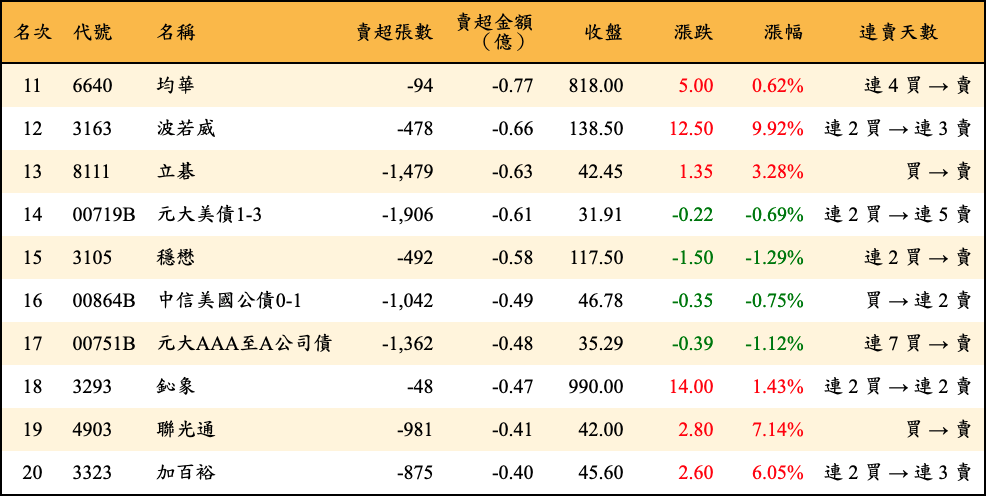 名次 代號 名稱 賣超張數 賣超金額（億） 收盤 漲跌 漲幅 連賣天數
11 6640 均華 -94 -0.77 818.00 5.00 0.62% 連 4 買 → 賣
12 3163 波若威 -478 -0.66 138.50 12.50 9.92% 連 2 買 → 連 3 賣
13 8111 立碁 -1,479 -0.63 42.45 1.35 3.28% 買 → 賣
14 00719B 元大美債1-3 -1,906 -0.61 31.91 -0.22 -0.69% 連 2 買 → 連 5 賣
15 3105 穩懋 -492 -0.58 117.50 -1.50 -1.29% 連 2 買 → 賣
16 00864B 中信美國公債0-1 -1,042 -0.49 46.78 -0.35 -0.75% 買 → 連 2 賣
17 00751B 元大AAA至A公司債 -1,362 -0.48 35.29 -0.39 -1.12% 連 7 買 → 賣
18 3293 鈊象 -48 -0.47 990.00 14.00 1.43% 連 2 買 → 連 2 賣
19 4903 聯光通 -981 -0.41 42.00 2.80 7.14% 買 → 賣
20 3323 加百裕 -875 -0.40 45.60 2.60 6.05% 連 2 買 → 連 3 賣